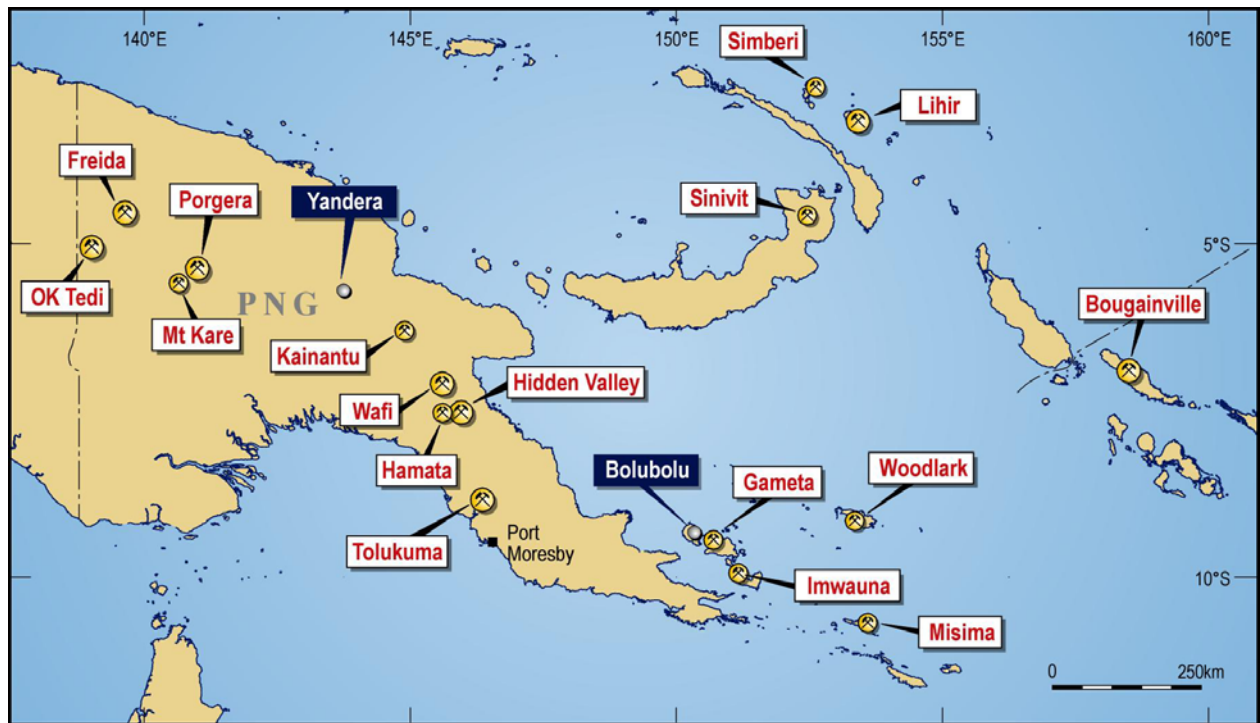 140°E
145°E
150°E
155°E
160°E
Simberi
Lihir
Freida
Porgera
Yandera
Sinivit
5°S
OK Tedi
PNG
Mt Kare
Bougainville
Kainantu
Hidden Valley
Wafi
Hamata
Bolubolu
Gameta
Woodlark
Tolukuma
Port
Moresby
Imwauna
10°S
Misima
0
250km